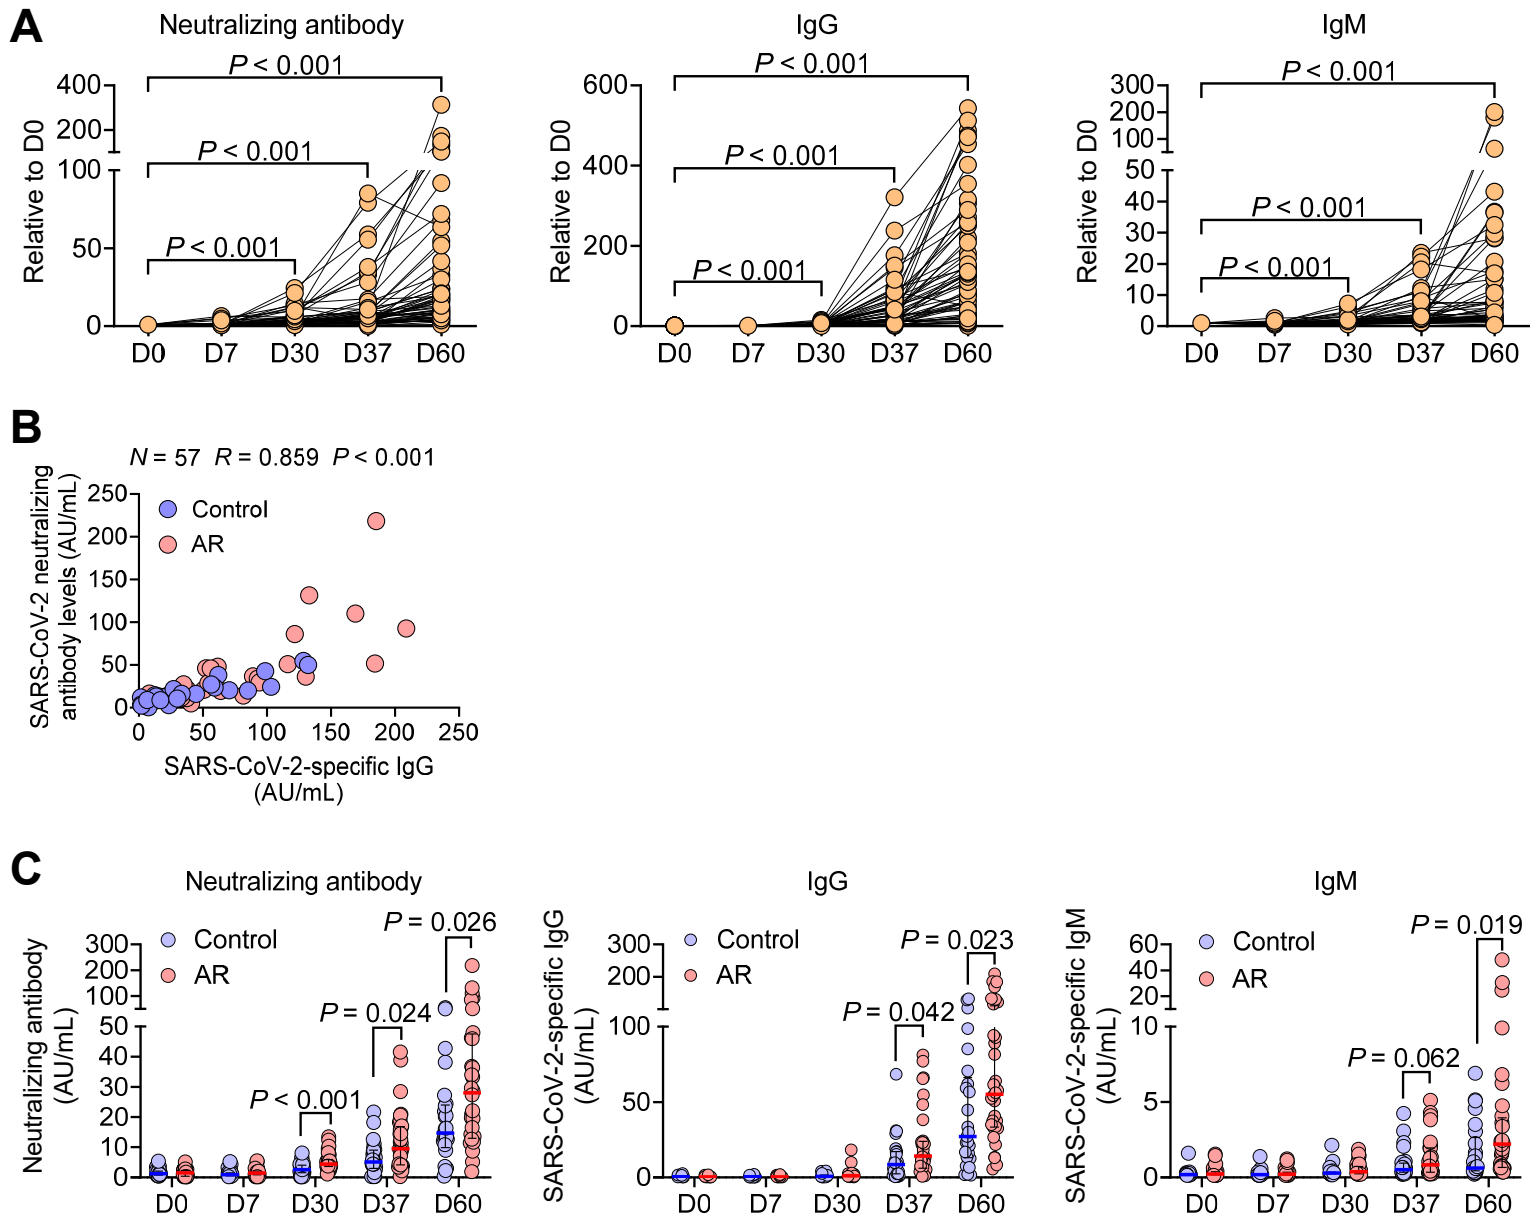 A
Neutralizing antibody
P < 0.001
P < 0.001
P < 0.001
Relative to D0
400
200
100
50
0
D0 D7 D30 D37 D60
IgG
P < 0.001
P < 0.001
P < 0.001
Relative to D0
600
400
200
0
D0 D7 D30 D37 D60
IgM
P < 0.001
P < 0.001
P < 0.001
Relative to D0
300
200
100
50
40
30
20
10
0
D0 D7 D30 D37 D60
B
N = 57 R = 0.859 P < 0.001
SARS-CoV-2 neutralizing
antibody levels (AU/mL)
250
200
150
100
50
0
Control
AR
0 50 100 150 200 250
SARS-CoV-2-specific IgG
(AU/mL)
C
Neutralizing antibody
Control
AR
P < 0.001
P = 0.024
P = 0.026
Neutralizing antibody
(AU/mL)
300
200
100
50
40
30
20
10
0
D0 D7 D30 D37 D60
IgG
Control
AR
P = 0.042
P = 0.023
SARS-CoV-2-specific IgG
(AU/mL)
300
200
100
50
0
D0 D7 D30 D37 D60
IgM
Control
AR
P = 0.062
P = 0.019
SARS-CoV-2-specific IgM
(AU/mL)
60
40
20
10
5
0
D0 D7 D30 D37 D60